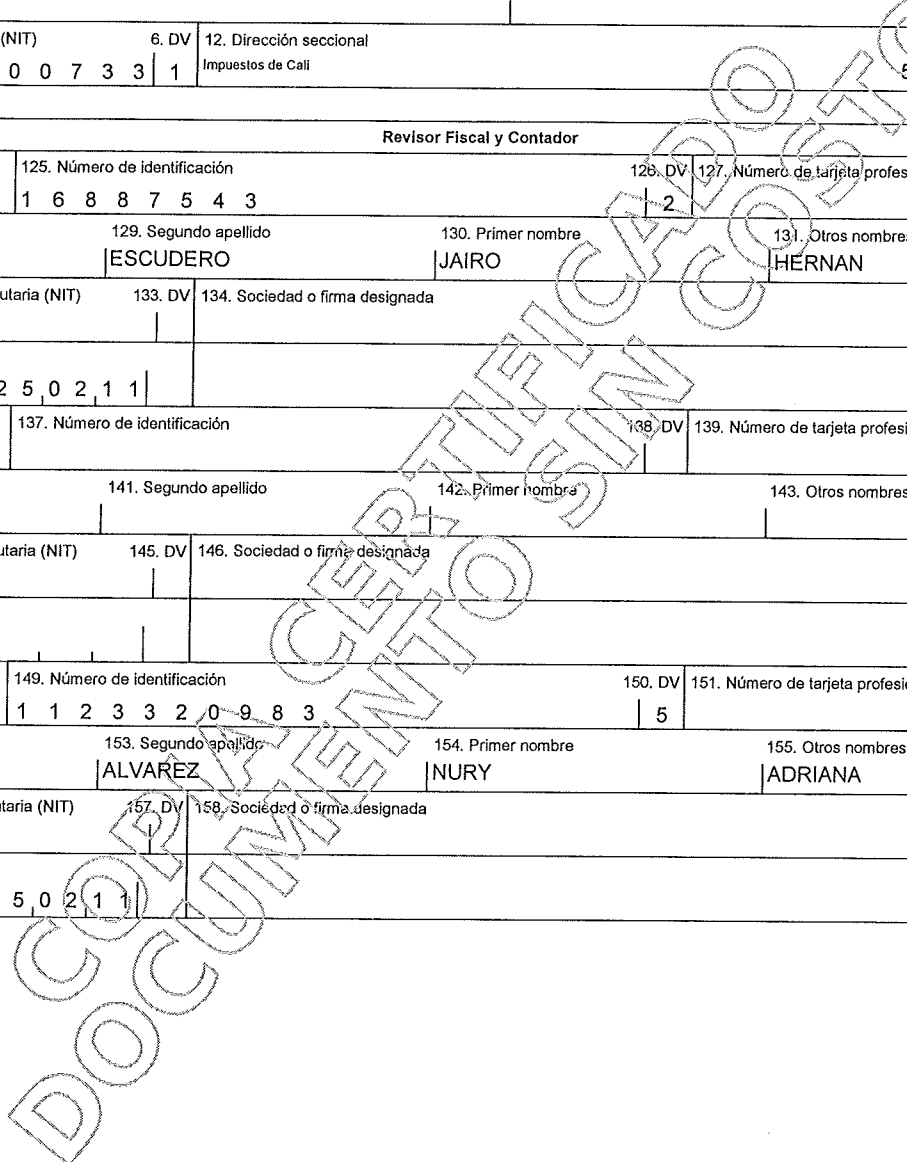 (NIT) 6. DV 12. Dirección seccional
0 0 7 3 3 1 Impuestos de Cali
Revisor Fiscal y Contador
125. Número de identificación 126. DV 127. Número de tarjeta profes
1 6 8 8 7 5 4 3 2
129. Segundo apellido 130. Primer nombre 131. Otros nombres
ESCUDERO JAIRO HERNAN
utaria (NIT) 133. DV 134. Sociedad o firma designada
2 5 0 2 1 1
137. Número de identificación 138. DV 139. Número de tarjeta profesi
141. Segundo apellido 142. Primer nombre 143. Otros nombres
utaria (NIT) 145. DV 146. Sociedad o firma designada
149. Número de identificación 150. DV 151. Número de tarjeta profesi
1 1 2 3 3 2 0 9 8 3 5
153. Segundo apellido 154. Primer nombre 155. Otros nombres
ALVAREZ NURY ADRIANA
utaria (NIT) 157. DV 158. Sociedad o firma designada
5 0 2 1 1
COPIA CERTIFICADO
DOCUMENTO SIN COSTO